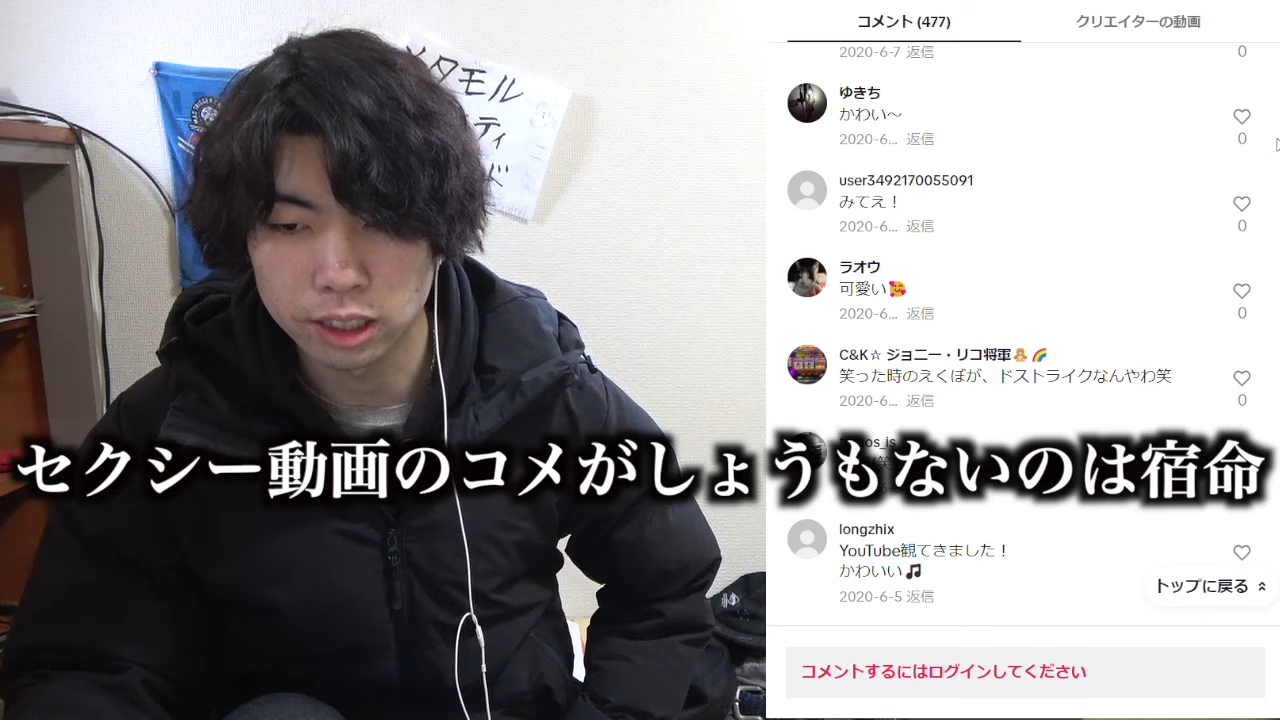 コメント (477)
クリエイターの動画
2020-6-7 返信
0
ゆきち
かわい〜
2020-6... 返信
0
user3492170055091
みてえ！
2020-6... 返信
0
ラオウ
可愛い🥰
2020-6... 返信
0
C&K☆ ジョニー・リコ将軍🧸🌈
笑った時のえくぼが、ドストライクなんやわ笑
2020-6... 返信
0
セクシー動画のコメがしょうもないのは宿命
longzhix
YouTube観てきました！
かわいい🎵
2020-6-5 返信
トップに戻る
コメントするにはログインしてください
メタモル
ティ
ド